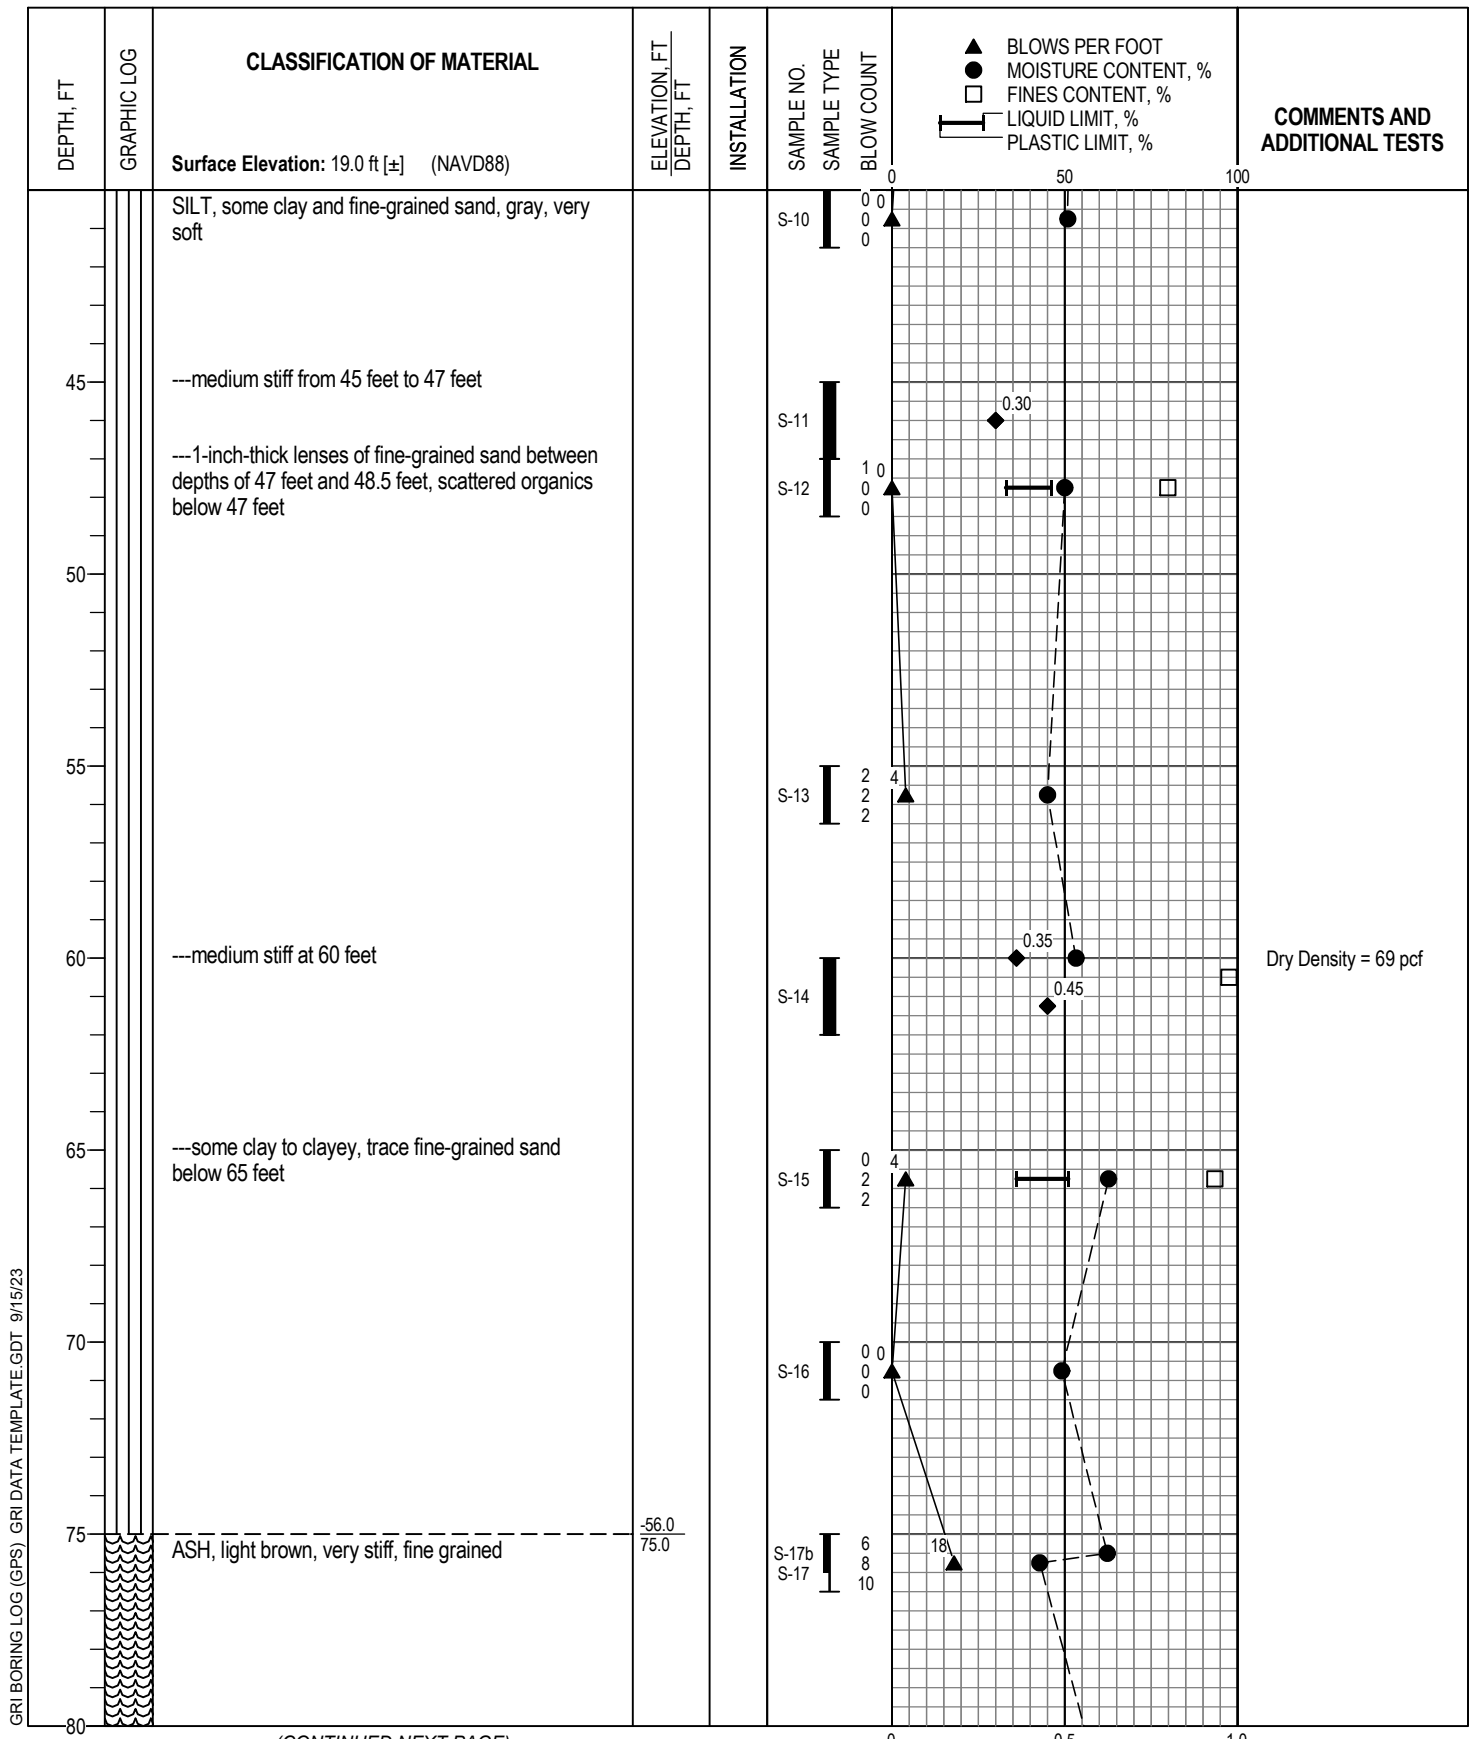 DEPTH, FT
GRAPHIC LOG
CLASSIFICATION OF MATERIAL
Surface Elevation: 19.0 ft [±] (NAVD88)
ELEVATION, FT
DEPTH, FT
INSTALLATION
SAMPLE NO.
SAMPLE TYPE
BLOW COUNT
BLOWS PER FOOT
MOISTURE CONTENT, %
FINES CONTENT, %
LIQUID LIMIT, %
PLASTIC LIMIT, %
0 50 100
COMMENTS AND
ADDITIONAL TESTS
SILT, some clay and fine-grained sand, gray, very
soft
S-10
0 0
0
0
45
---medium stiff from 45 feet to 47 feet
S-11
0.30
---1-inch-thick lenses of fine-grained sand between
depths of 47 feet and 48.5 feet, scattered organics
below 47 feet
S-12
1 0
0
0
50
55
S-13
2 4
2
2
60
---medium stiff at 60 feet
S-14
0.35
0.45
Dry Density = 69 pcf
65
---some clay to clayey, trace fine-grained sand
below 65 feet
S-15
0 4
2
2
70
S-16
0 0
0
0
75
-56.0
75.0
ASH, light brown, very stiff, fine grained
S-17b
S-17
6
8
10
18
80
(CONTINUED NEXT PAGE)
0 0.5 1.0
GRI BORING LOG (GPS) GRI DATA TEMPLATE.GDT 9/15/23